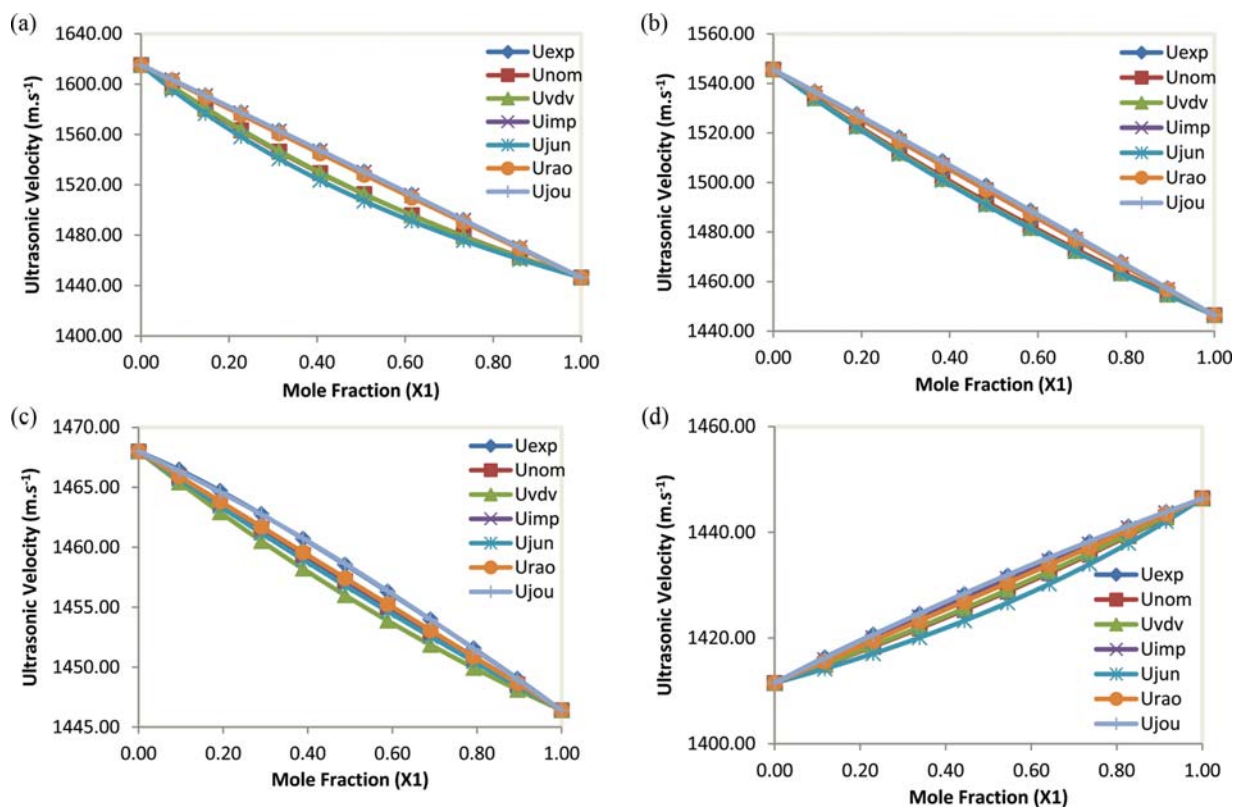 (a)
Ultrasonic Velocity (m.s⁻¹)
1640.00
1600.00
1560.00
1520.00
1480.00
1440.00
1400.00
0.00 0.20 0.40 0.60 0.80 1.00
Mole Fraction (X1)
Uexp
Unom
Uvdv
Uimp
Ujun
Urao
Ujou
(b)
Ultrasonic Velocity (m.s⁻¹)
1560.00
1540.00
1520.00
1500.00
1480.00
1460.00
1440.00
0.00 0.20 0.40 0.60 0.80 1.00
Mole Fraction (X1)
Uexp
Unom
Uvdv
Uimp
Ujun
Urao
Ujou
(c)
Ultrasonic Velocity (m.s⁻¹)
1470.00
1465.00
1460.00
1455.00
1450.00
1445.00
0.00 0.20 0.40 0.60 0.80 1.00
Mole Fraction (X1)
Uexp
Unom
Uvdv
Uimp
Ujun
Urao
Ujou
(d)
Ultrasonic Velocity (m.s⁻¹)
1460.00
1440.00
1420.00
1400.00
0.00 0.20 0.40 0.60 0.80 1.00
Mole Fraction (X1)
Uexp
Unom
Uvdv
Uimp
Ujun
Urao
Ujou